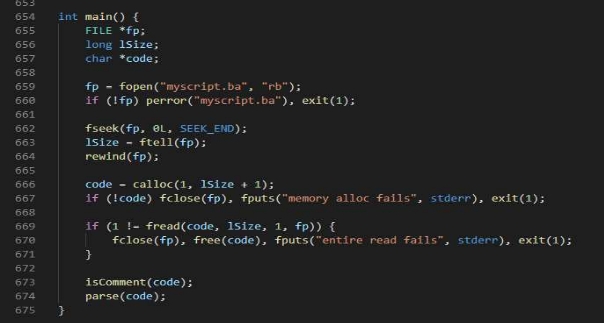 653
654 int main() {
655     FILE *fp;
656     long lSize;
657     char *code;
658
659     fp = fopen("myscript.ba", "rb");
660     if (!fp) perror("myscript.ba"), exit(1);
661
662     fseek(fp, 0L, SEEK_END);
663     lSize = ftell(fp);
664     rewind(fp);
665
666     code = calloc(1, lSize + 1);
667     if (!code) fclose(fp), fputs("memory alloc fails", stderr), exit(1);
668
669     if (1 != fread(code, lSize, 1, fp)) {
670         fclose(fp), free(code), fputs("entire read fails", stderr), exit(1);
671     }
672
673     isComment(code);
674     parse(code);
675 }